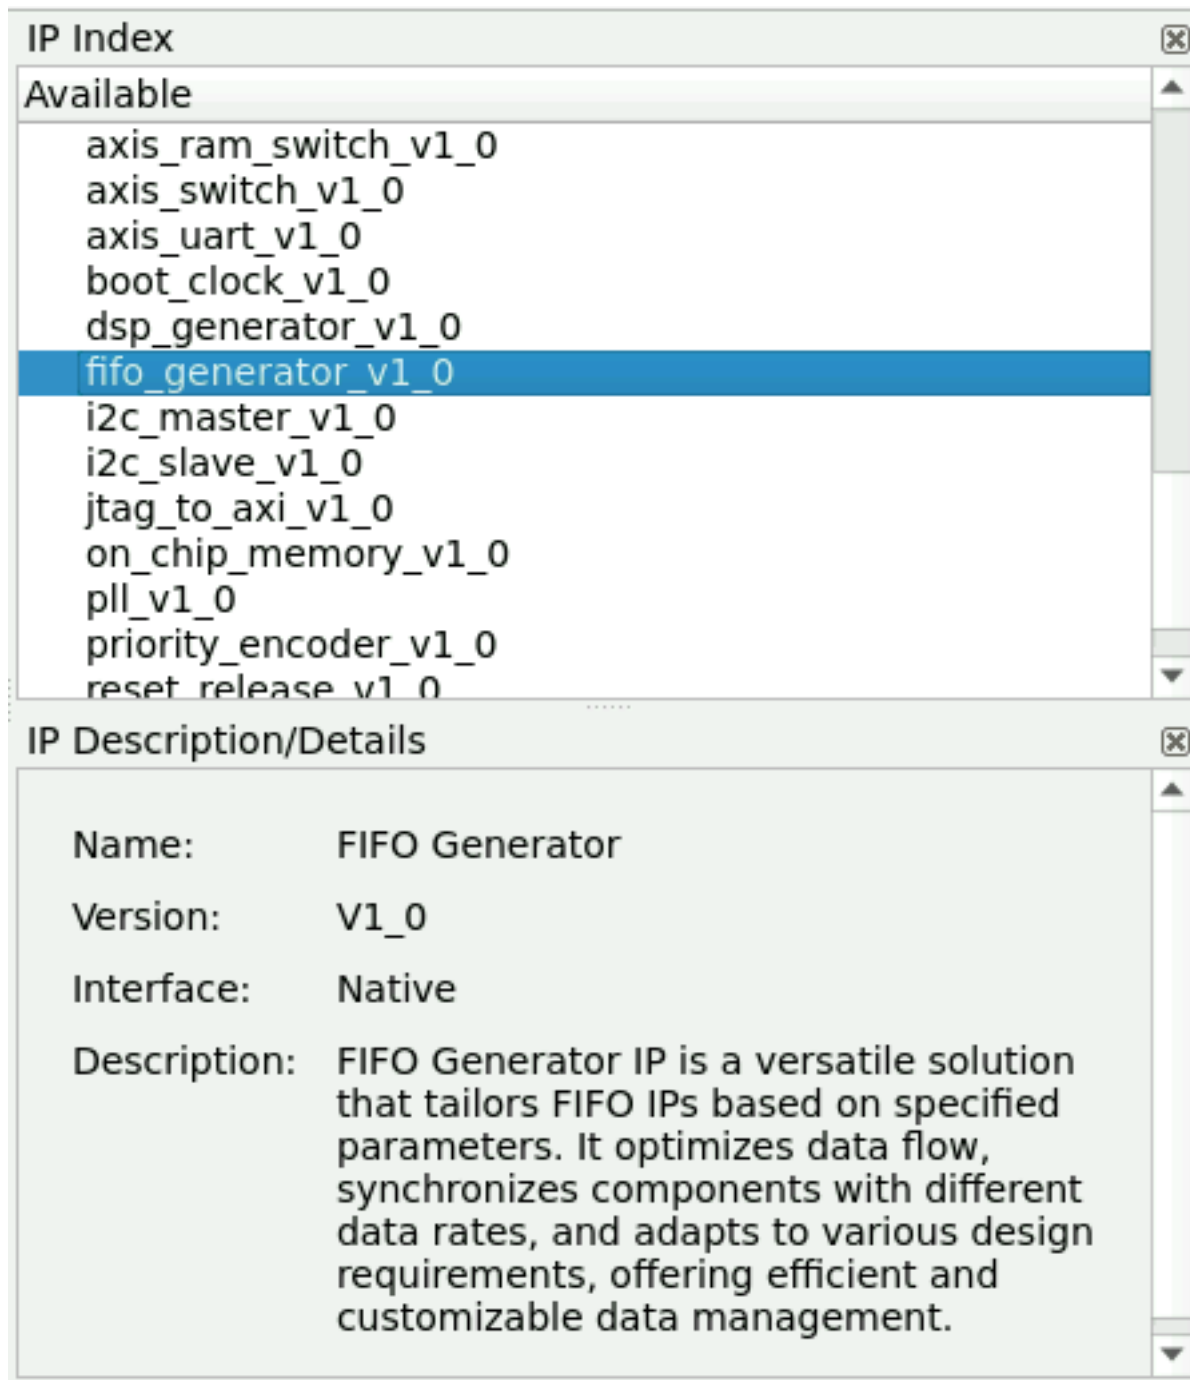 IP Index
Available
axis_ram_switch_v1_0
axis_switch_v1_0
axis_uart_v1_0
boot_clock_v1_0
dsp_generator_v1_0
fifo_generator_v1_0
i2c_master_v1_0
i2c_slave_v1_0
jtag_to_axi_v1_0
on_chip_memory_v1_0
pll_v1_0
priority_encoder_v1_0
reset_release_v1_0
IP Description/Details
Name: FIFO Generator
Version: V1_0
Interface: Native
Description: FIFO Generator IP is a versatile solution
that tailors FIFO IPs based on specified
parameters. It optimizes data flow,
synchronizes components with different
data rates, and adapts to various design
requirements, offering efficient and
customizable data management.